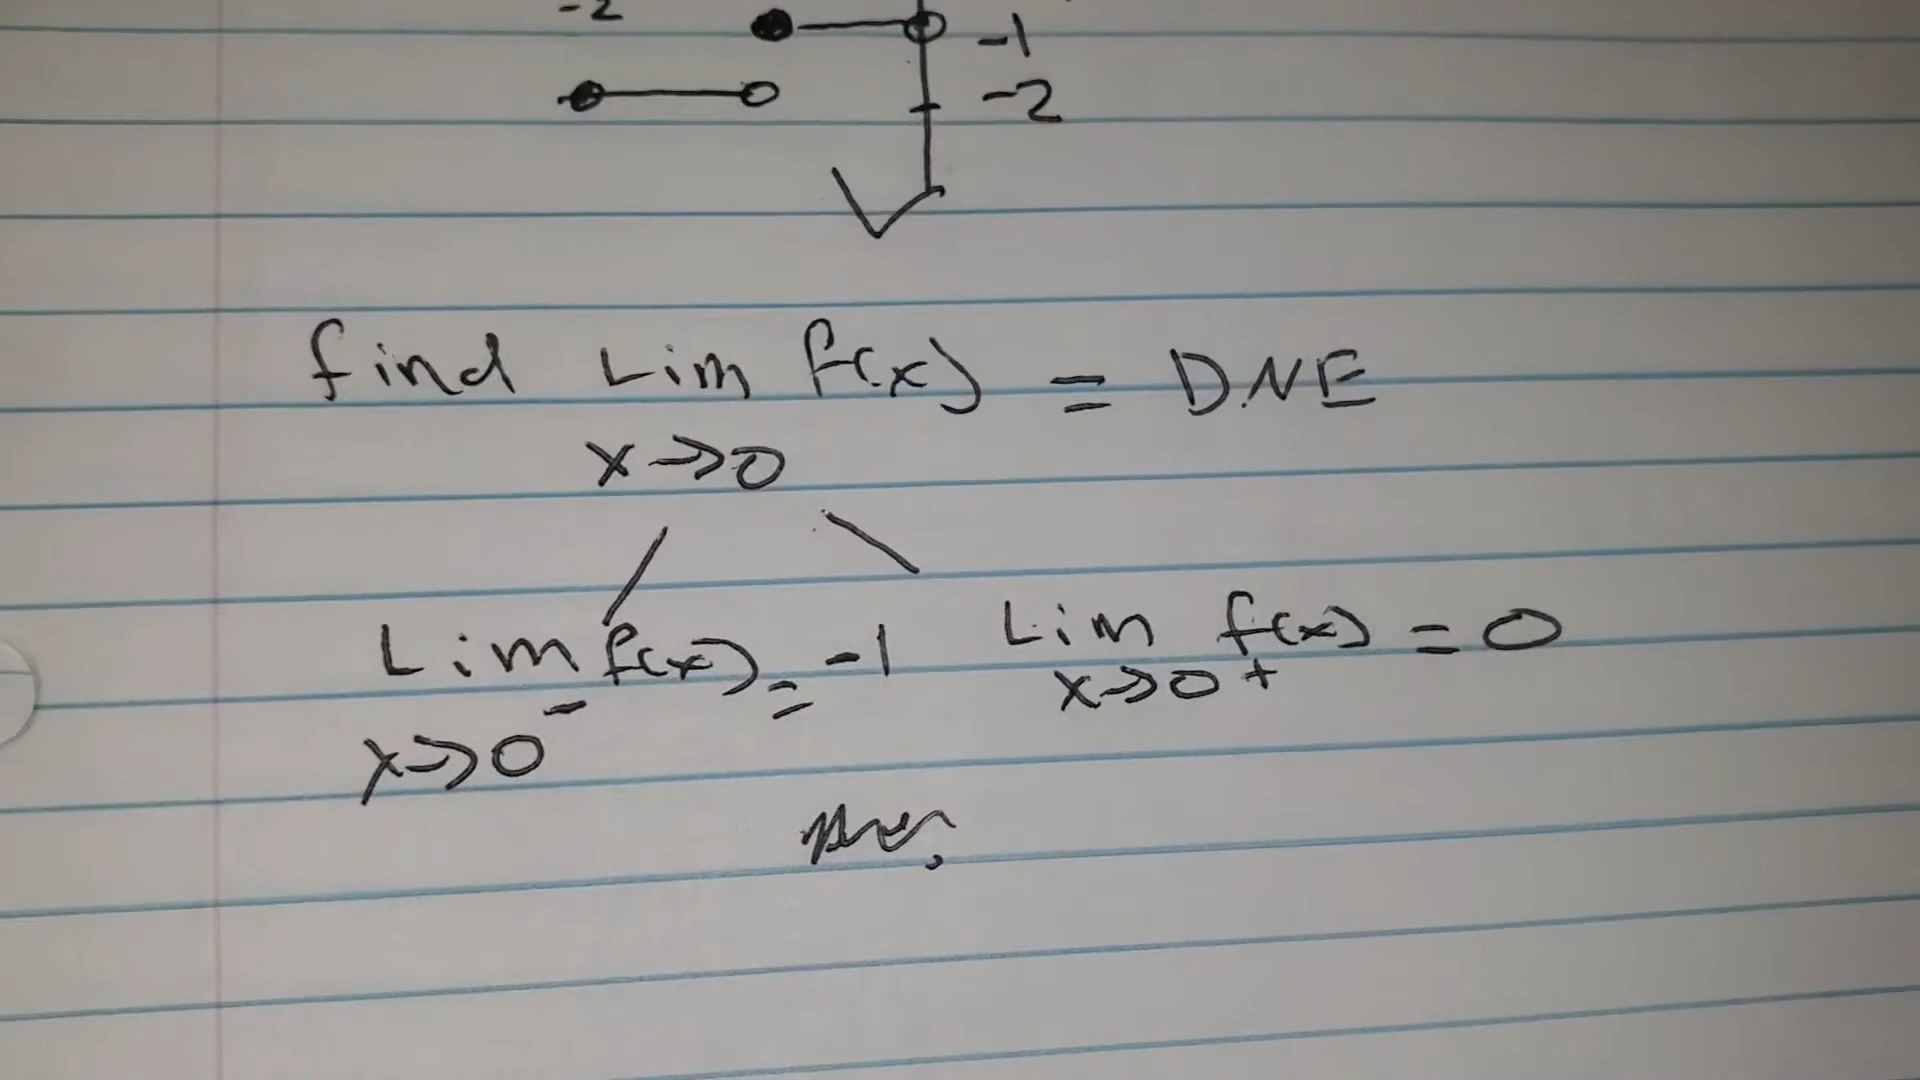 -2
-1
-2
find Lim f(x) = DNE
x→0
Lim f(x) = -1 Lim f(x) = 0
x→0⁻ x→0⁺